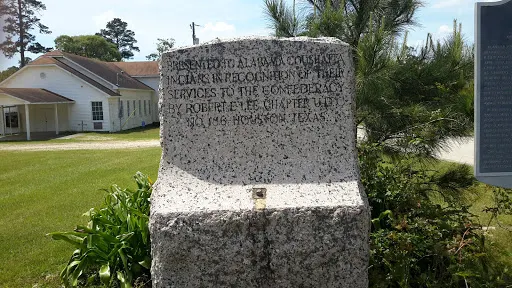 PRESENTED TO ALABAMA COUSHATTA
INDIANS IN RECOGNITION OF THEIR
SERVICES TO THE CONFEDERACY
BY ROBERT E. LEE CHAPTER U.D.C.
NO. 186, HOUSTON, TEXAS.